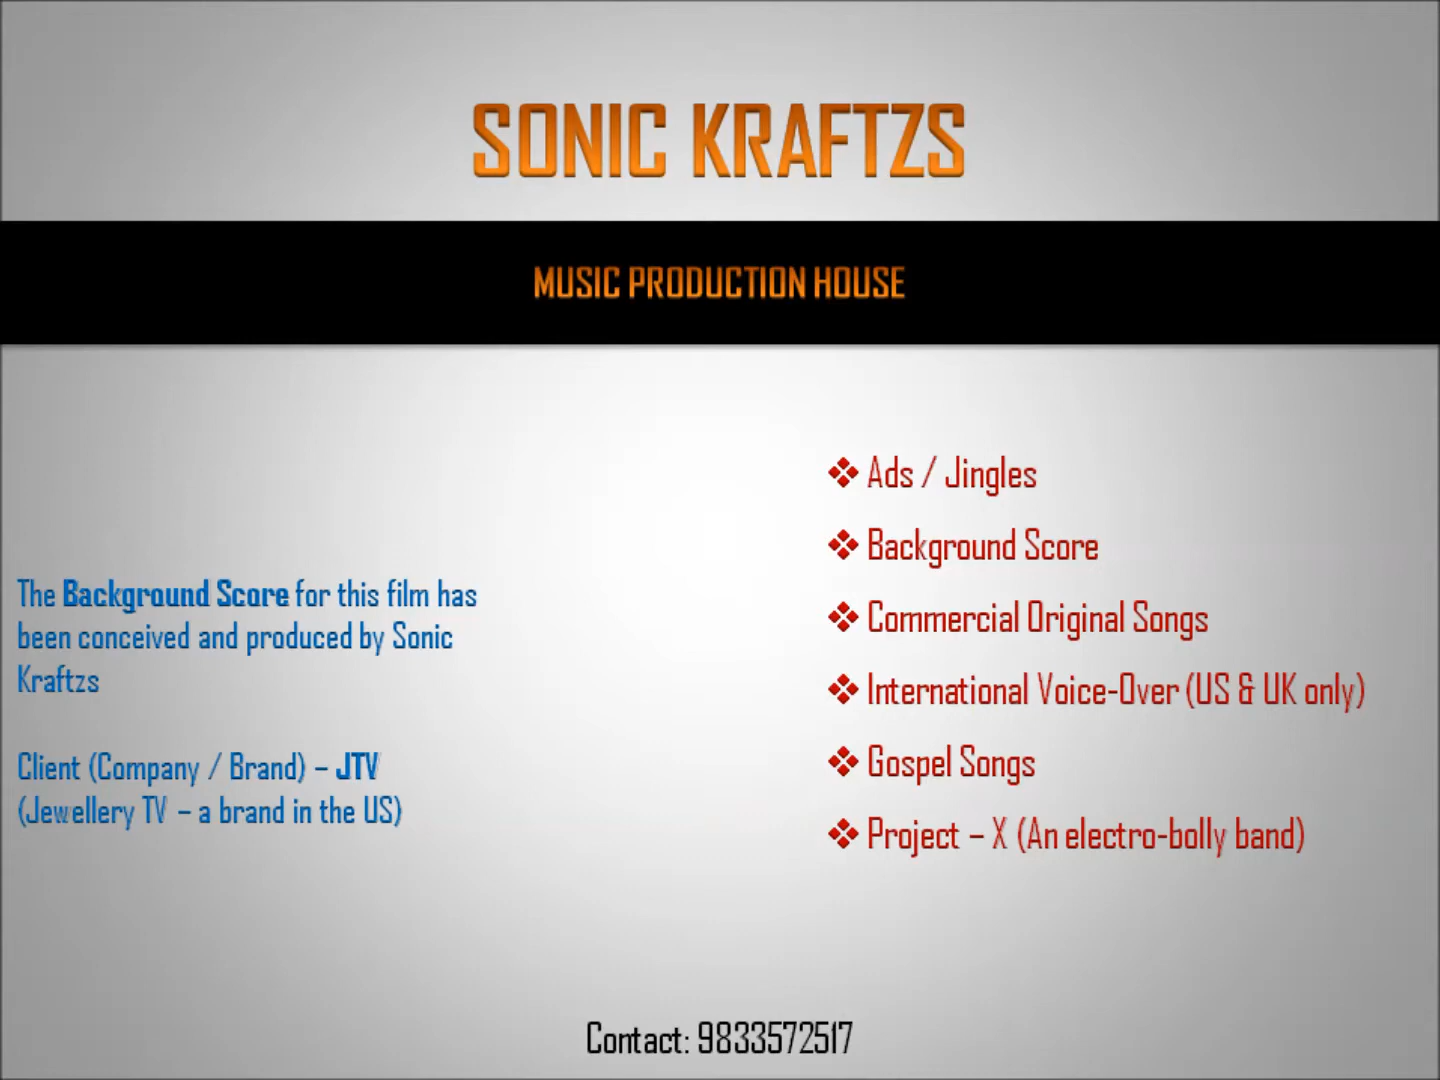 SONIC KRAFTZS
MUSIC PRODUCTION HOUSE
The Background Score for this film has
been conceived and produced by Sonic
Kraftzs
Client (Company / Brand) – JTV
(Jewellery TV – a brand in the US)
❖ Ads / Jingles
❖ Background Score
❖ Commercial Original Songs
❖ International Voice-Over (US & UK only)
❖ Gospel Songs
❖ Project – X (An electro-bolly band)
Contact: 9833572517